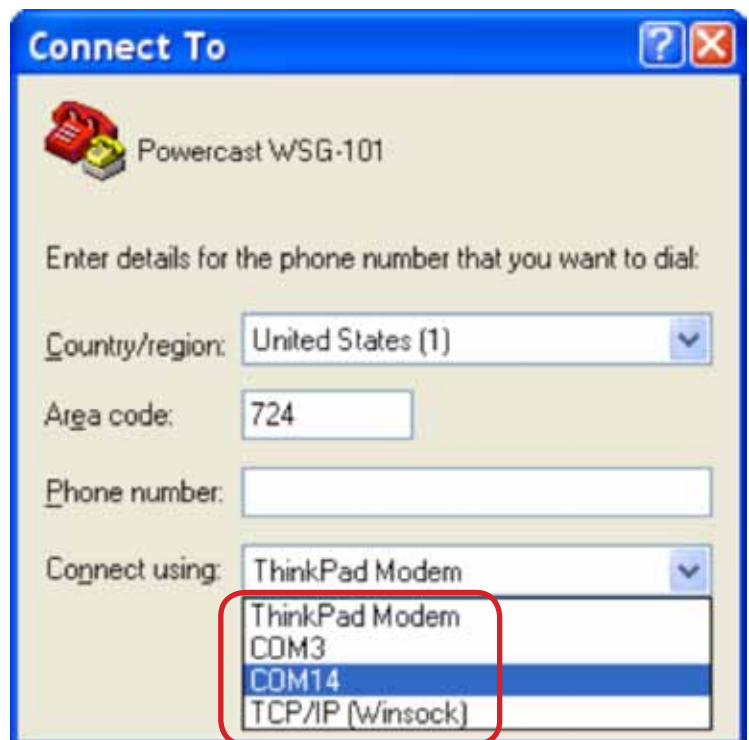 Connect To
Powercast WSG-101
Enter details for the phone number that you want to dial:
Country/region: United States (1)
Area code: 724
Phone number:
Connect using: ThinkPad Modem
ThinkPad Modem
COM3
COM14
TCP/IP (Winsock)